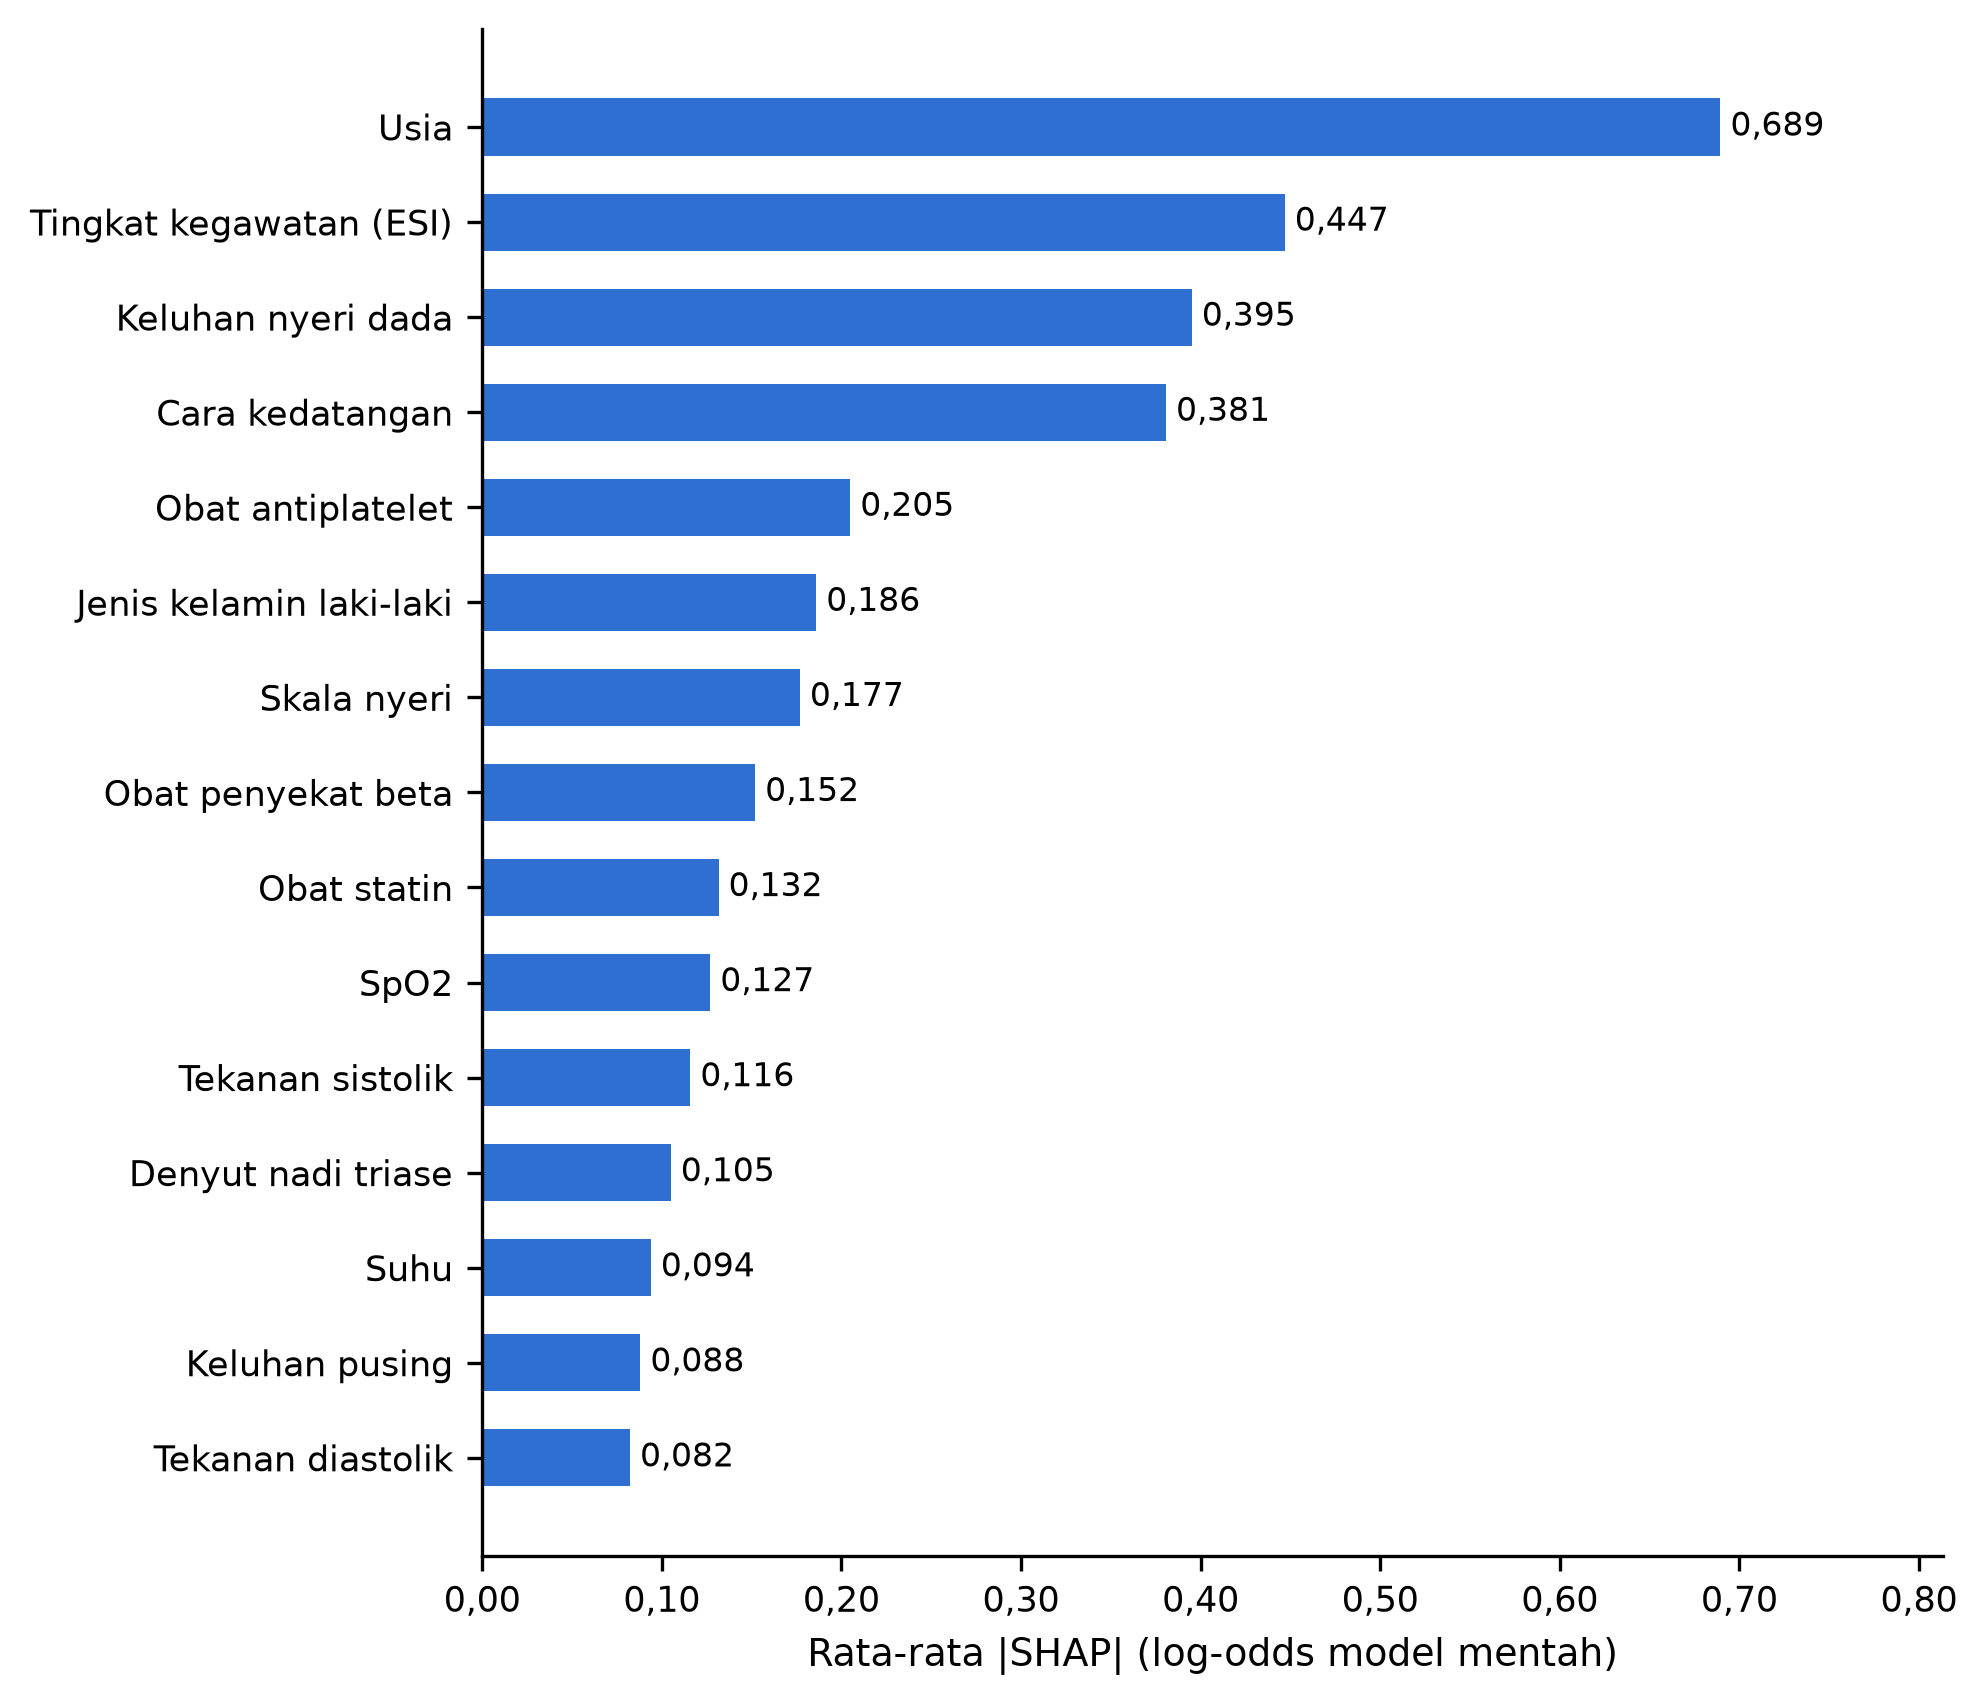 Usia 0,689
Tingkat kegawatan (ESI) 0,447
Keluhan nyeri dada 0,395
Cara kedatangan 0,381
Obat antiplatelet 0,205
Jenis kelamin laki-laki 0,186
Skala nyeri 0,177
Obat penyekat beta 0,152
Obat statin 0,132
SpO2 0,127
Tekanan sistolik 0,116
Denyut nadi triase 0,105
Suhu 0,094
Keluhan pusing 0,088
Tekanan diastolik 0,082
0,00 0,10 0,20 0,30 0,40 0,50 0,60 0,70 0,80
Rata-rata |SHAP| (log-odds model mentah)